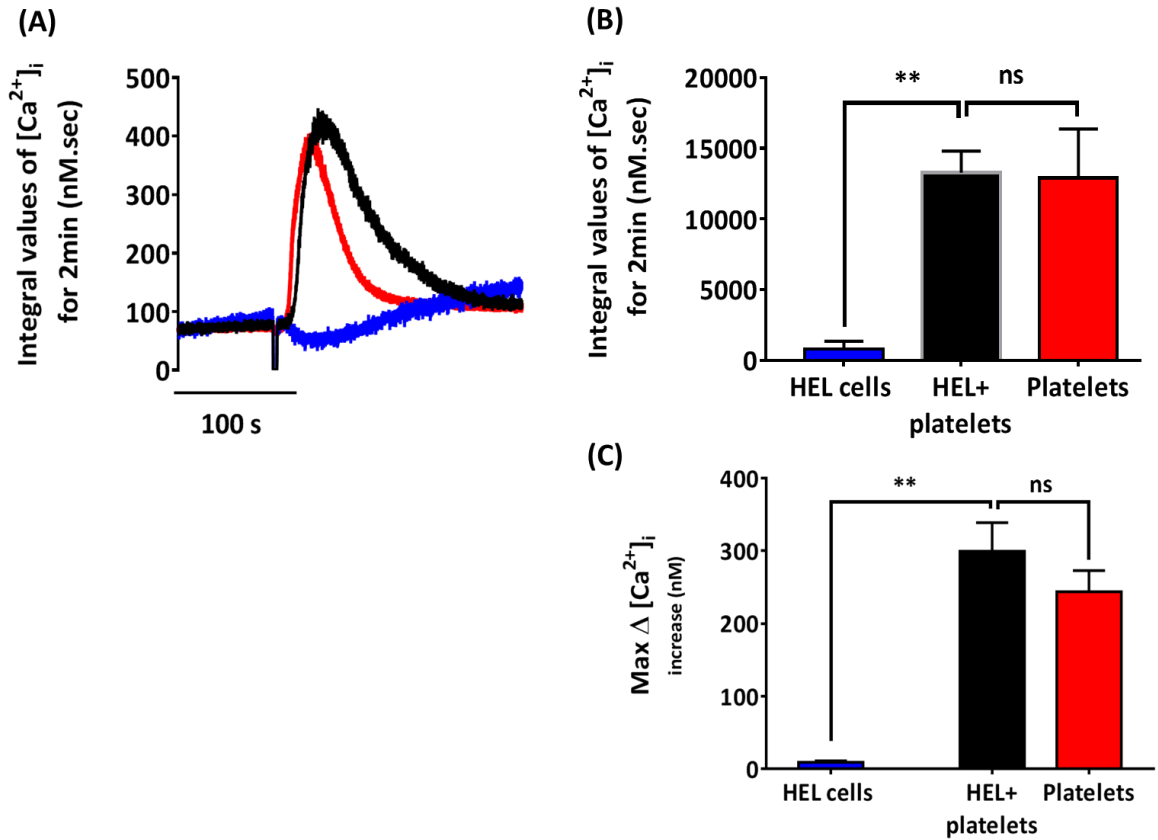 (A)
Integral values of [Ca²⁺]ᵢ
for 2min (nM.sec)
500
400
300
200
100
0
100 s
(B)
Integral values of [Ca²⁺]ᵢ
for 2min (nM.sec)
20000
15000
10000
5000
0
**
ns
HEL cells
HEL+
platelets
Platelets
(C)
Max Δ [Ca²⁺]ᵢ
increase (nM)
400
300
200
100
0
**
ns
HEL cells
HEL+
platelets
Platelets